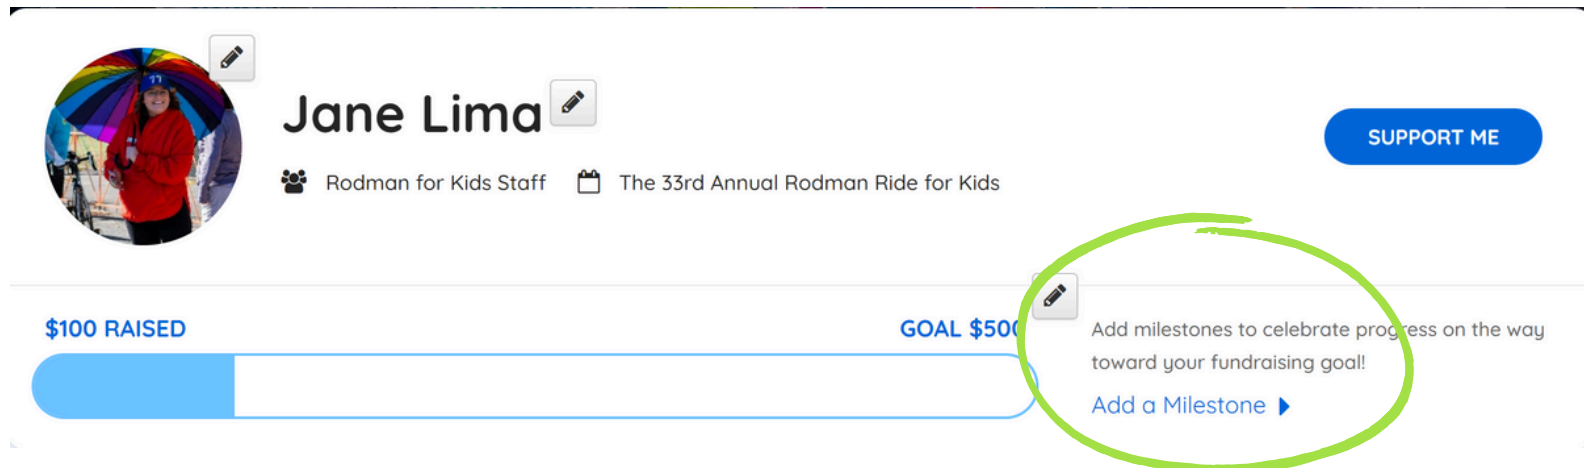 Jane Lima
SUPPORT ME
Rodman for Kids Staff The 33rd Annual Rodman Ride for Kids
$100 RAISED
GOAL $500
Add milestones to celebrate progress on the way
toward your fundraising goal!
Add a Milestone